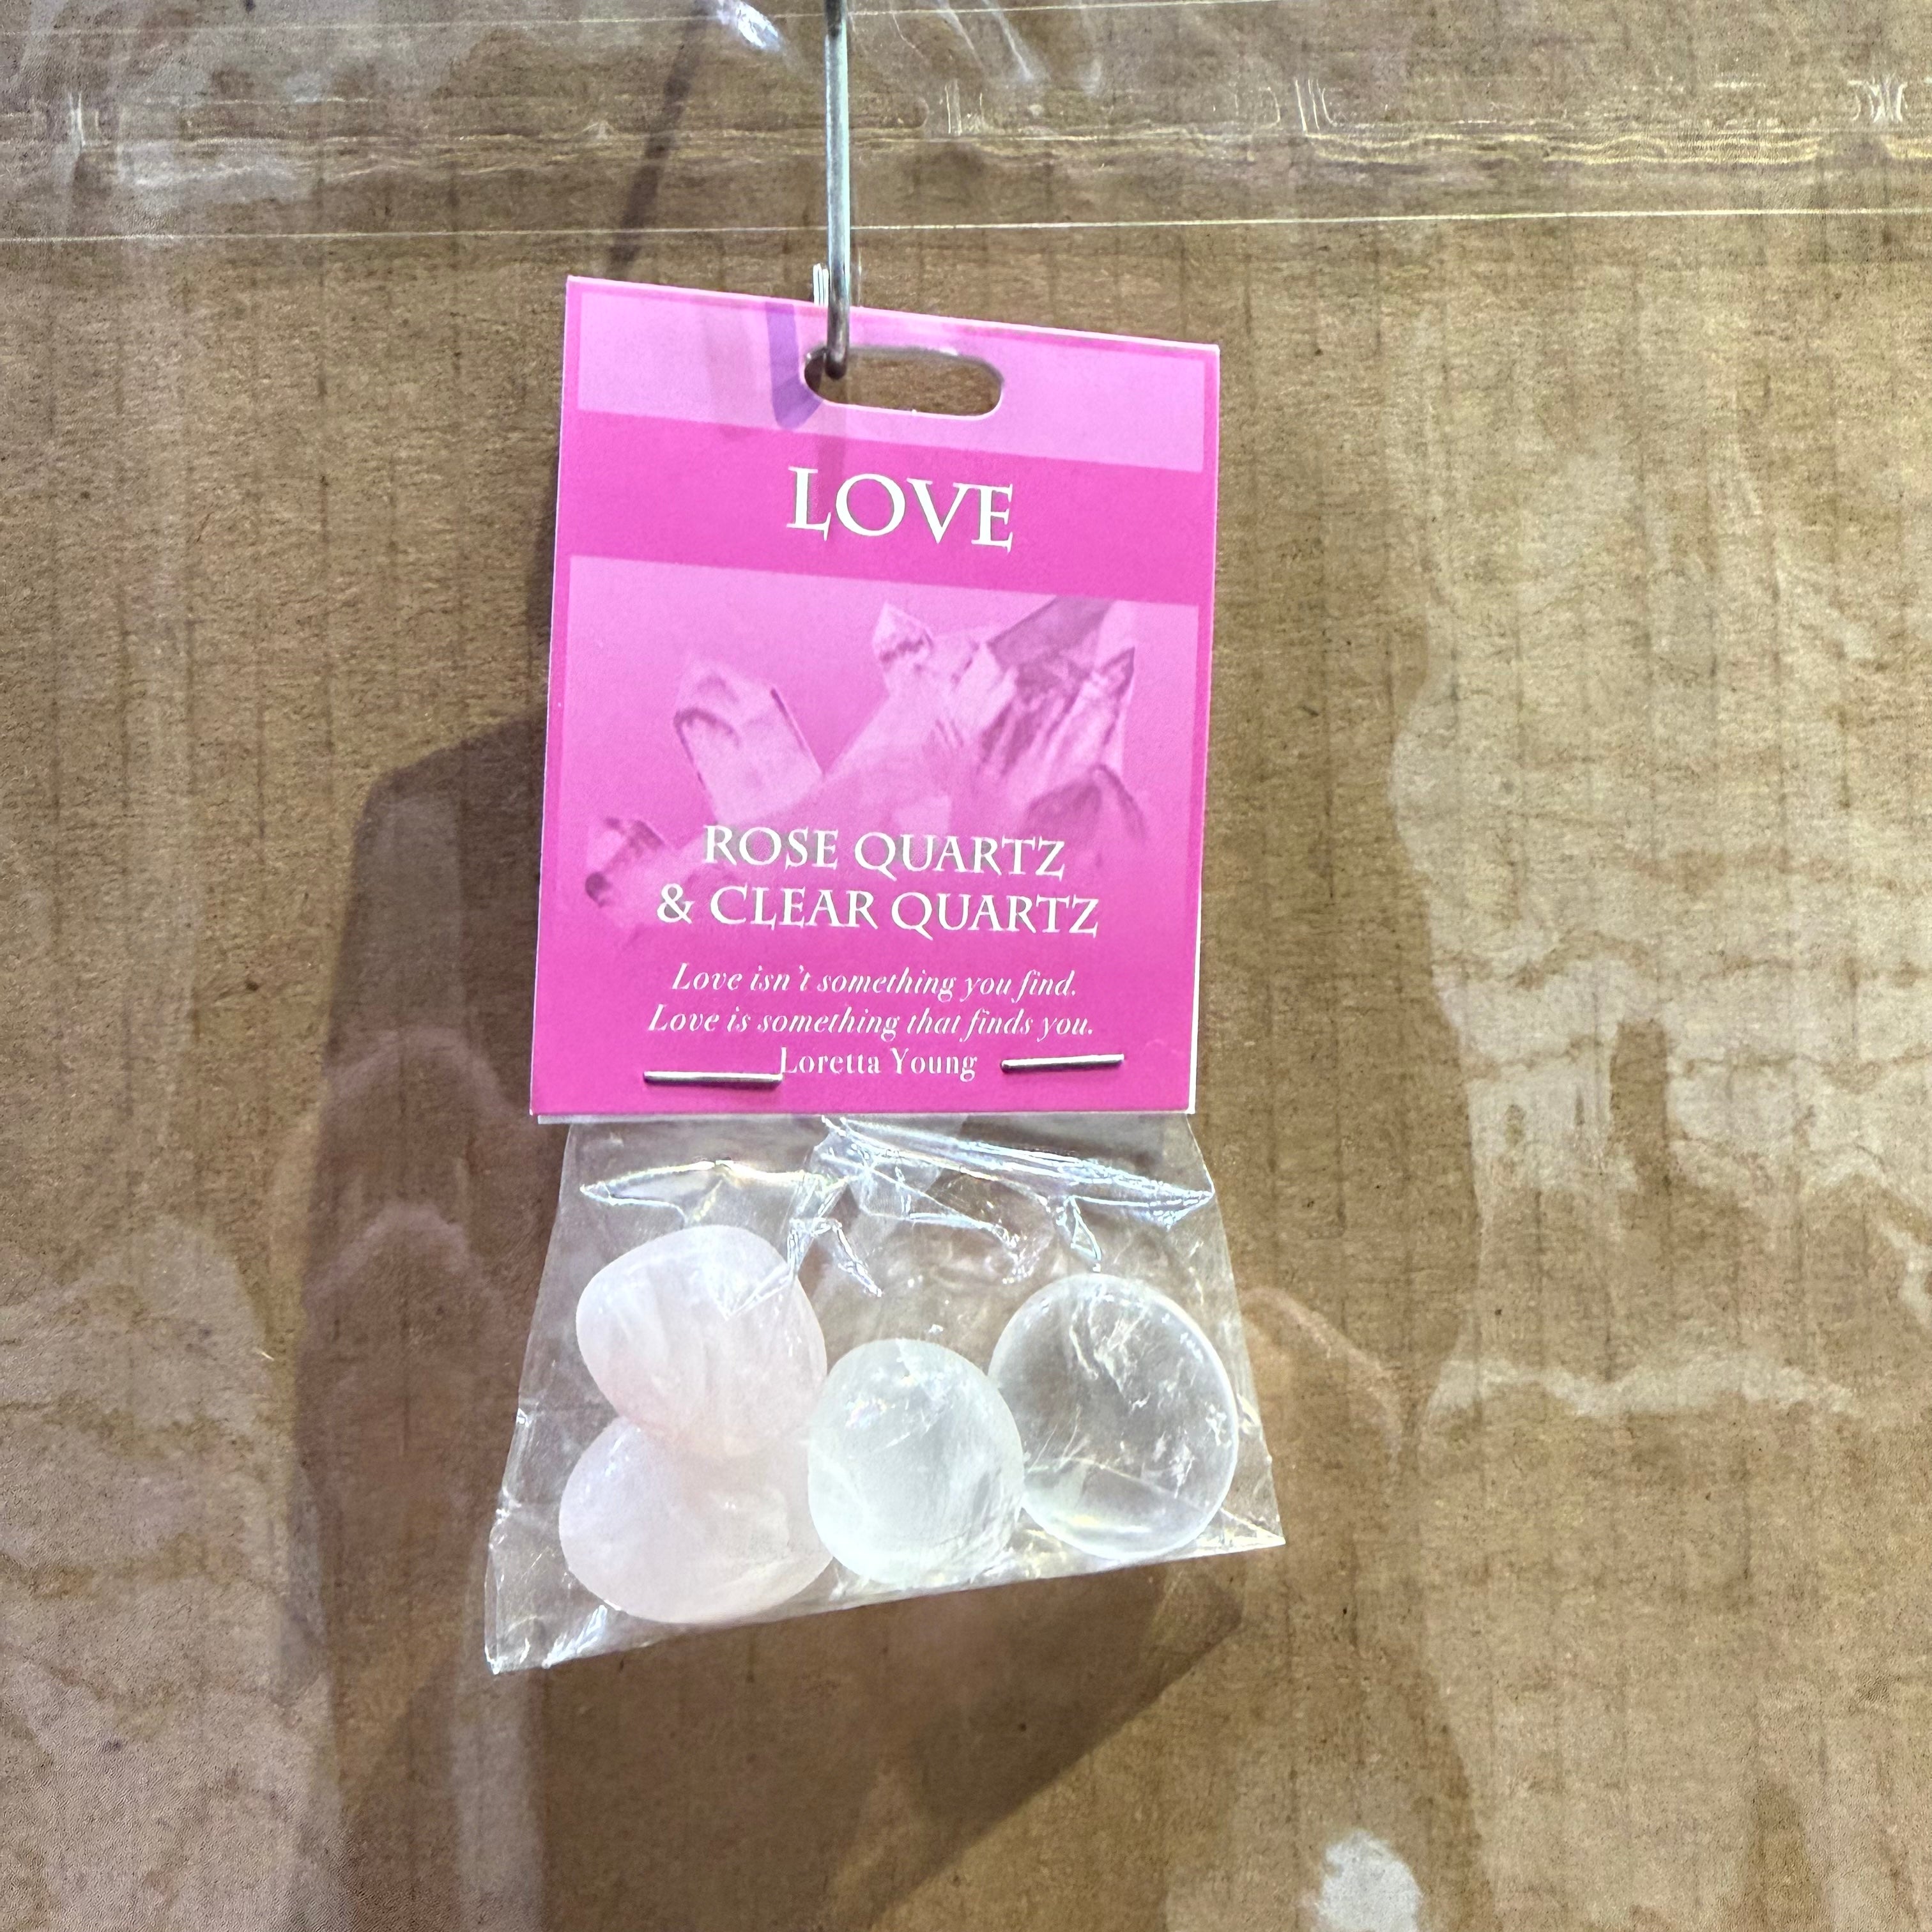 LOVE
ROSE QUARTZ
& CLEAR QUARTZ
Love isn't something you find.
Love is something that finds you.
Loretta Young